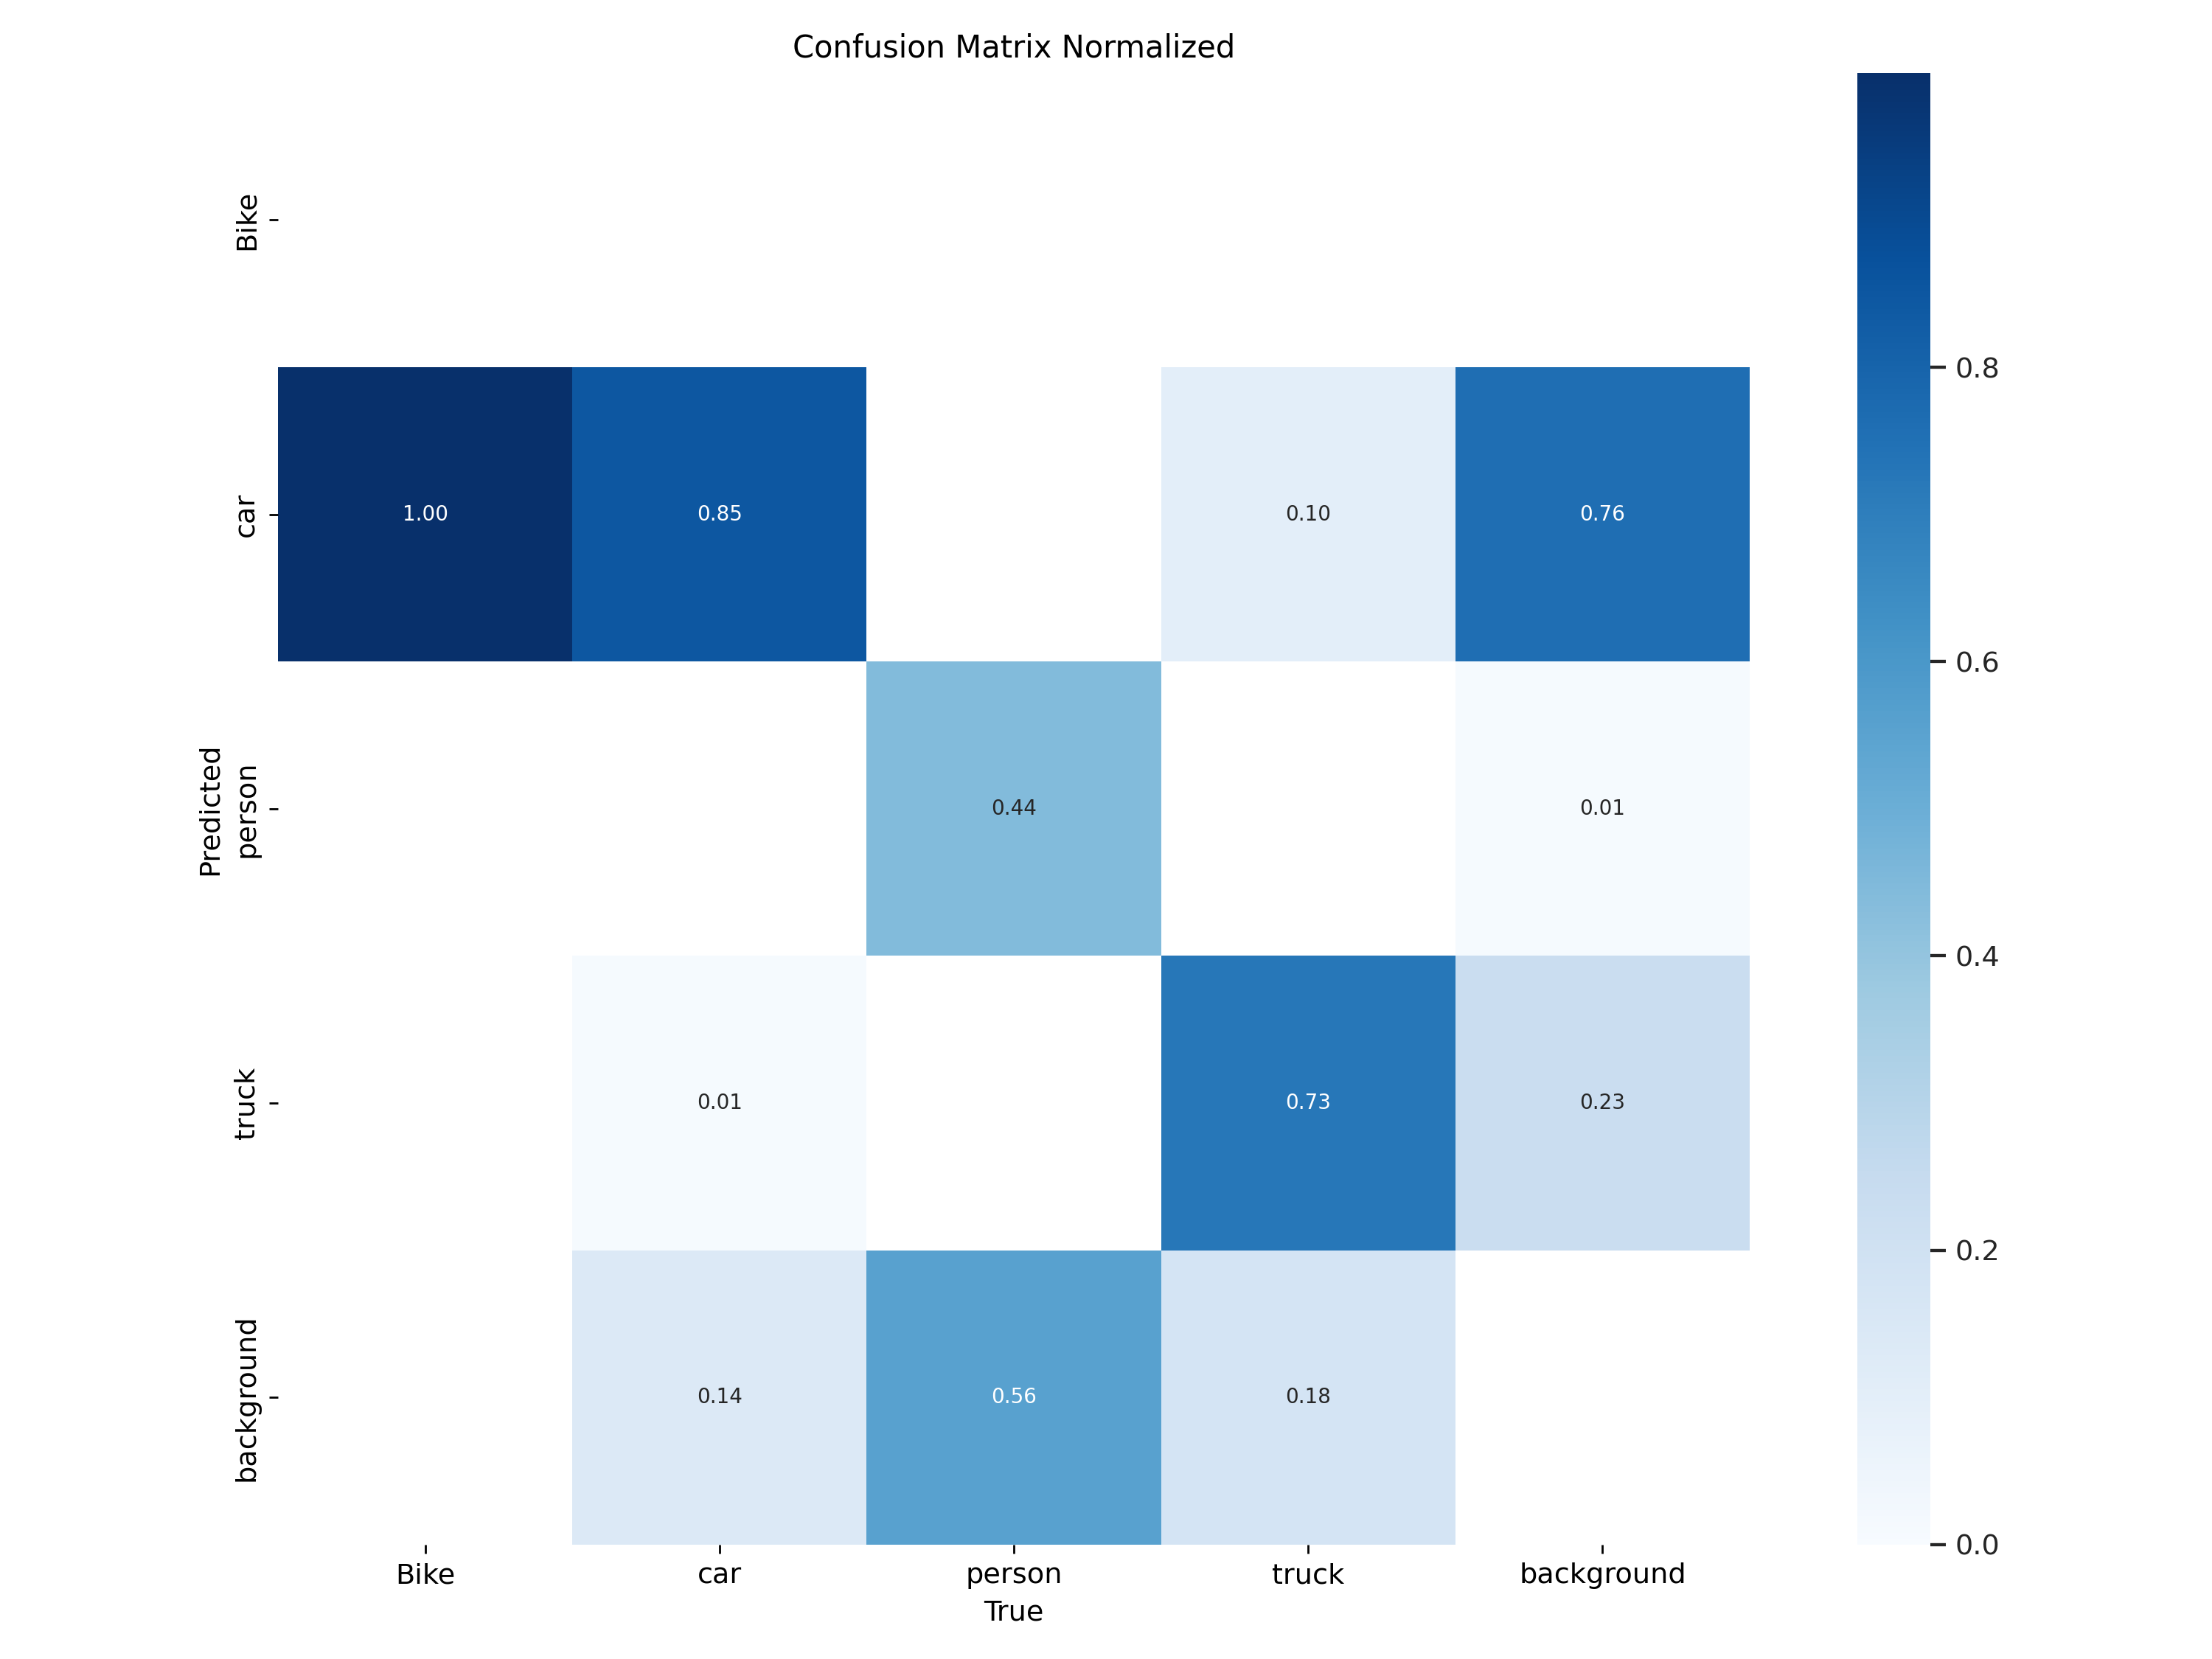 Confusion Matrix Normalized
Bike
car
Predicted
person
truck
background
1.00 0.85 0.10 0.76
0.44 0.01
0.01 0.73 0.23
0.14 0.56 0.18
Bike car person truck background
True
0.8
0.6
0.4
0.2
0.0